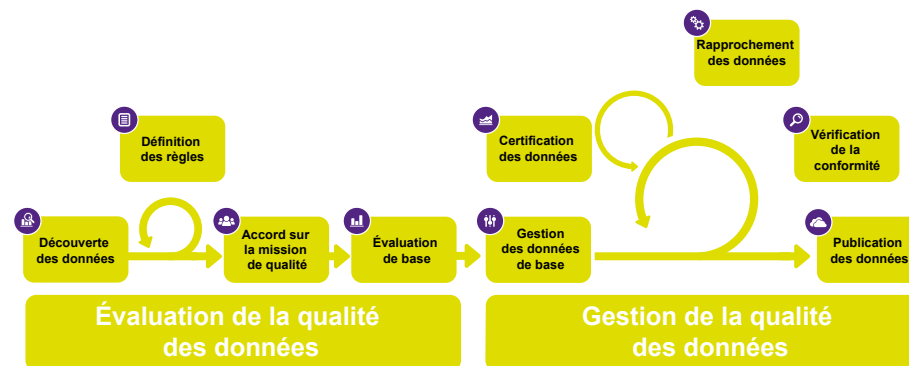 Rapprochement
des données
Définition
des règles
Certification
des données
Vérification
de la
conformité
Découverte
des données
Accord sur
la mission
de qualité
Évaluation
de base
Gestion
des données
de base
Publication
des données
Évaluation de la qualité
des données
Gestion de la qualité
des données